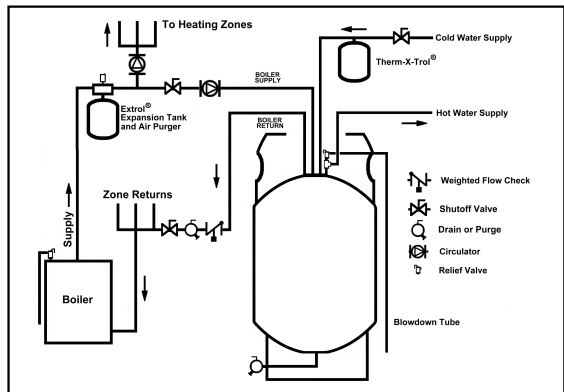 To Heating Zones
Cold Water Supply
Therm-X-Trol®
BOILER
SUPPLY
Extrol®
Expansion Tank
and Air Purger
BOILER
RETURN
Hot Water Supply
Weighted Flow Check
Zone Returns
Shutoff Valve
Supply
Drain or Purge
Circulator
Relief Valve
Boiler
Blowdown Tube